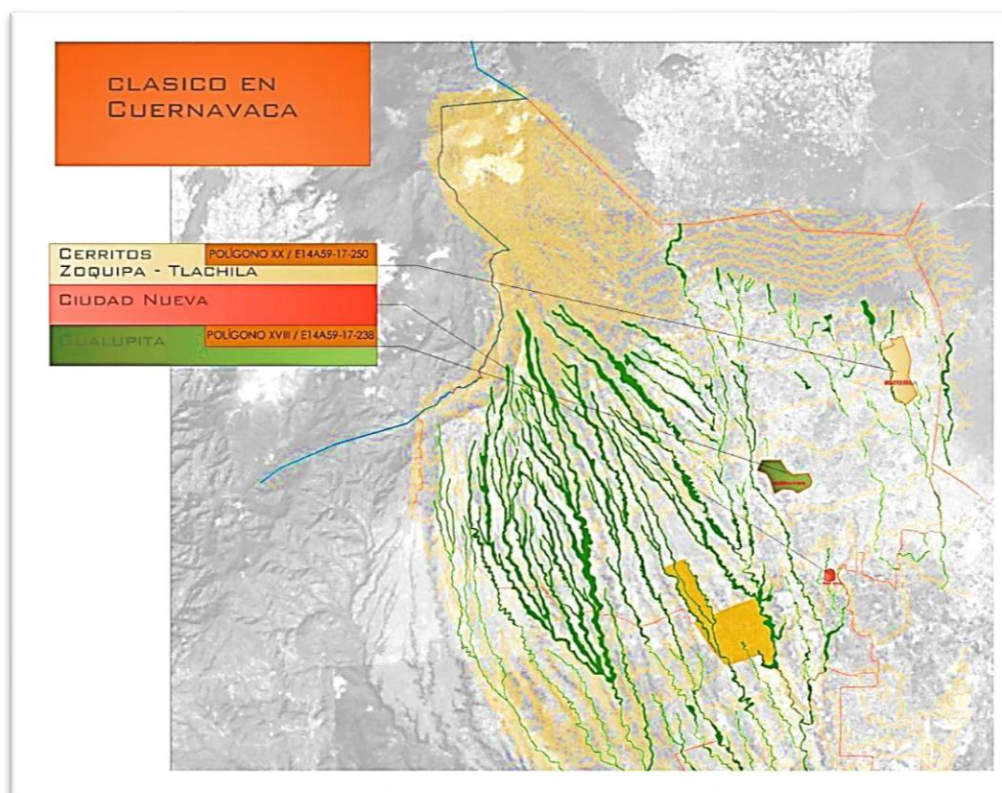 CLASICO EN
CUERNAVACA
CERRITOS
POLÍGONO XX / E14A59-17-250
ZOQUIPA - TLACHILA
CIUDAD NUEVA
POLÍGONO XVIII / E14A59-17-238
GUALUPITA